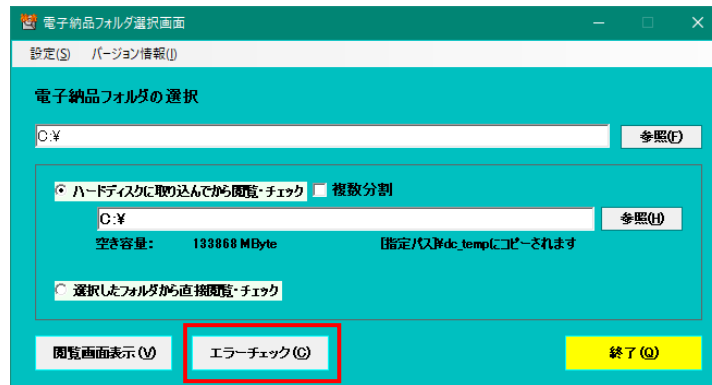 電子納品フォルダ選択画面
設定(S) バージョン情報(I)
電子納品フォルダの選択
C:¥ 参照(F)
ハードディスクに取り込んでから閲覧・チェック 複数分割
C:¥ 参照(H)
空き容量: 133868 MByte [指定パス]¥dc_tempにコピーされます
選択したフォルダから直接閲覧・チェック
閲覧画面表示(V) エラーチェック(C) 終了(Q)